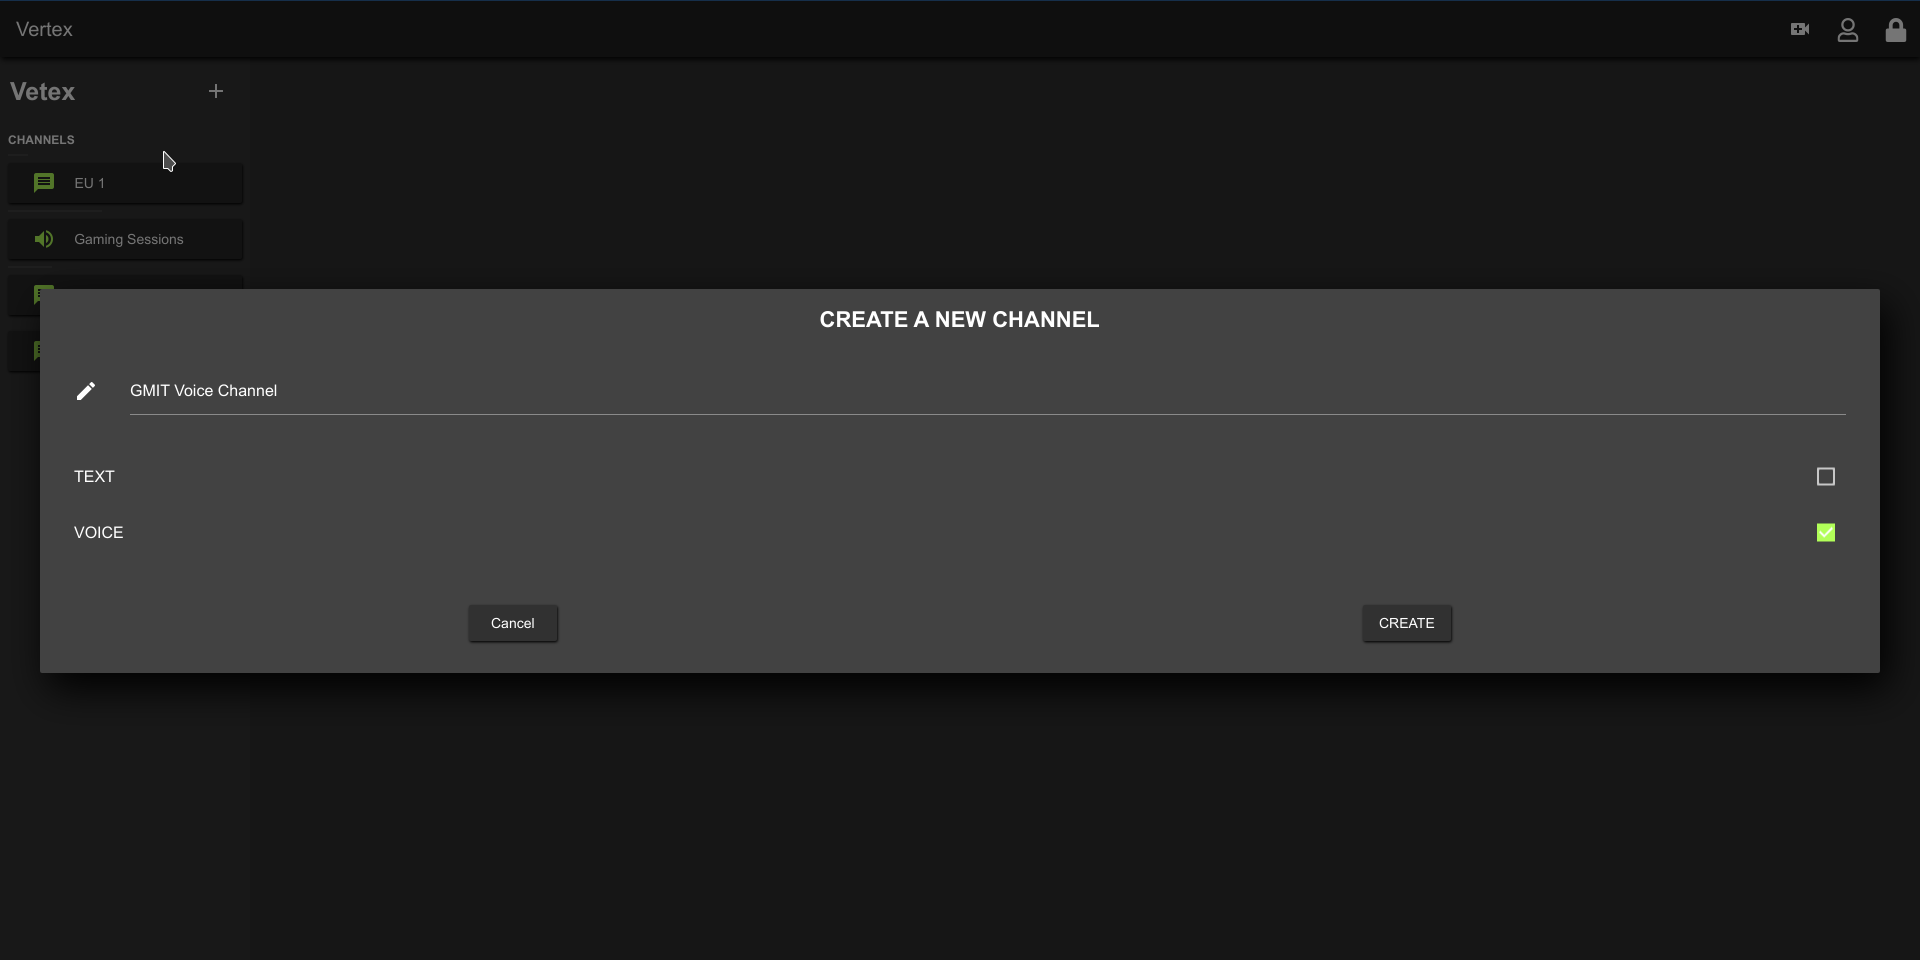 Vertex
Vetex
CHANNELS
EU 1
Gaming Sessions
CREATE A NEW CHANNEL
GMIT Voice Channel
TEXT
VOICE
Cancel
CREATE